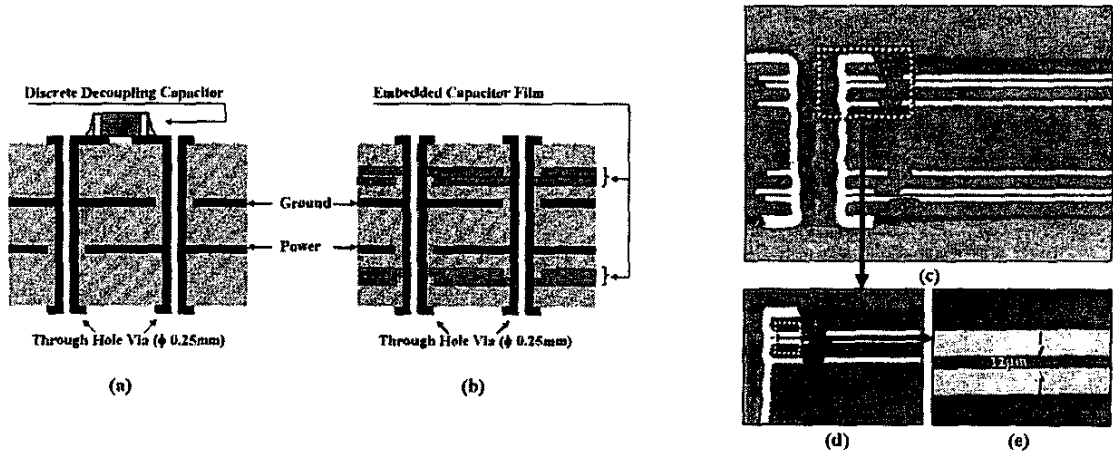 Discrete Decoupling Capacitor
Embedded Capacitor Film
Ground
Power
Through Hole Via (ϕ 0.25mm)
Through Hole Via (ϕ 0.25mm)
(a)
(b)
(c)
12μm
(d)
(e)